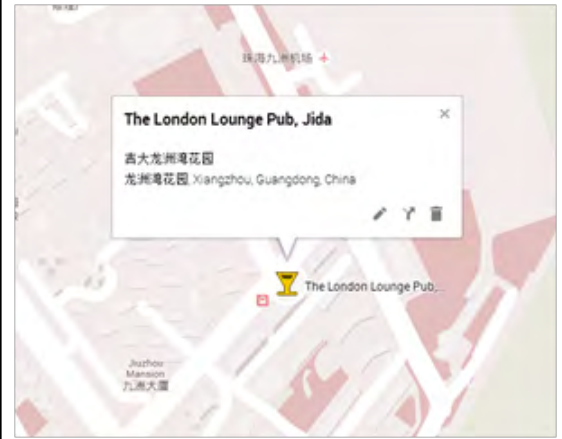 珠海九洲机场
The London Lounge Pub, Jida
吉大龙洲湾花园
龙洲湾花园, Xiangzhou, Guangdong, China
The London Lounge Pub,...
Jiuzhou
Mansion
九洲大厦